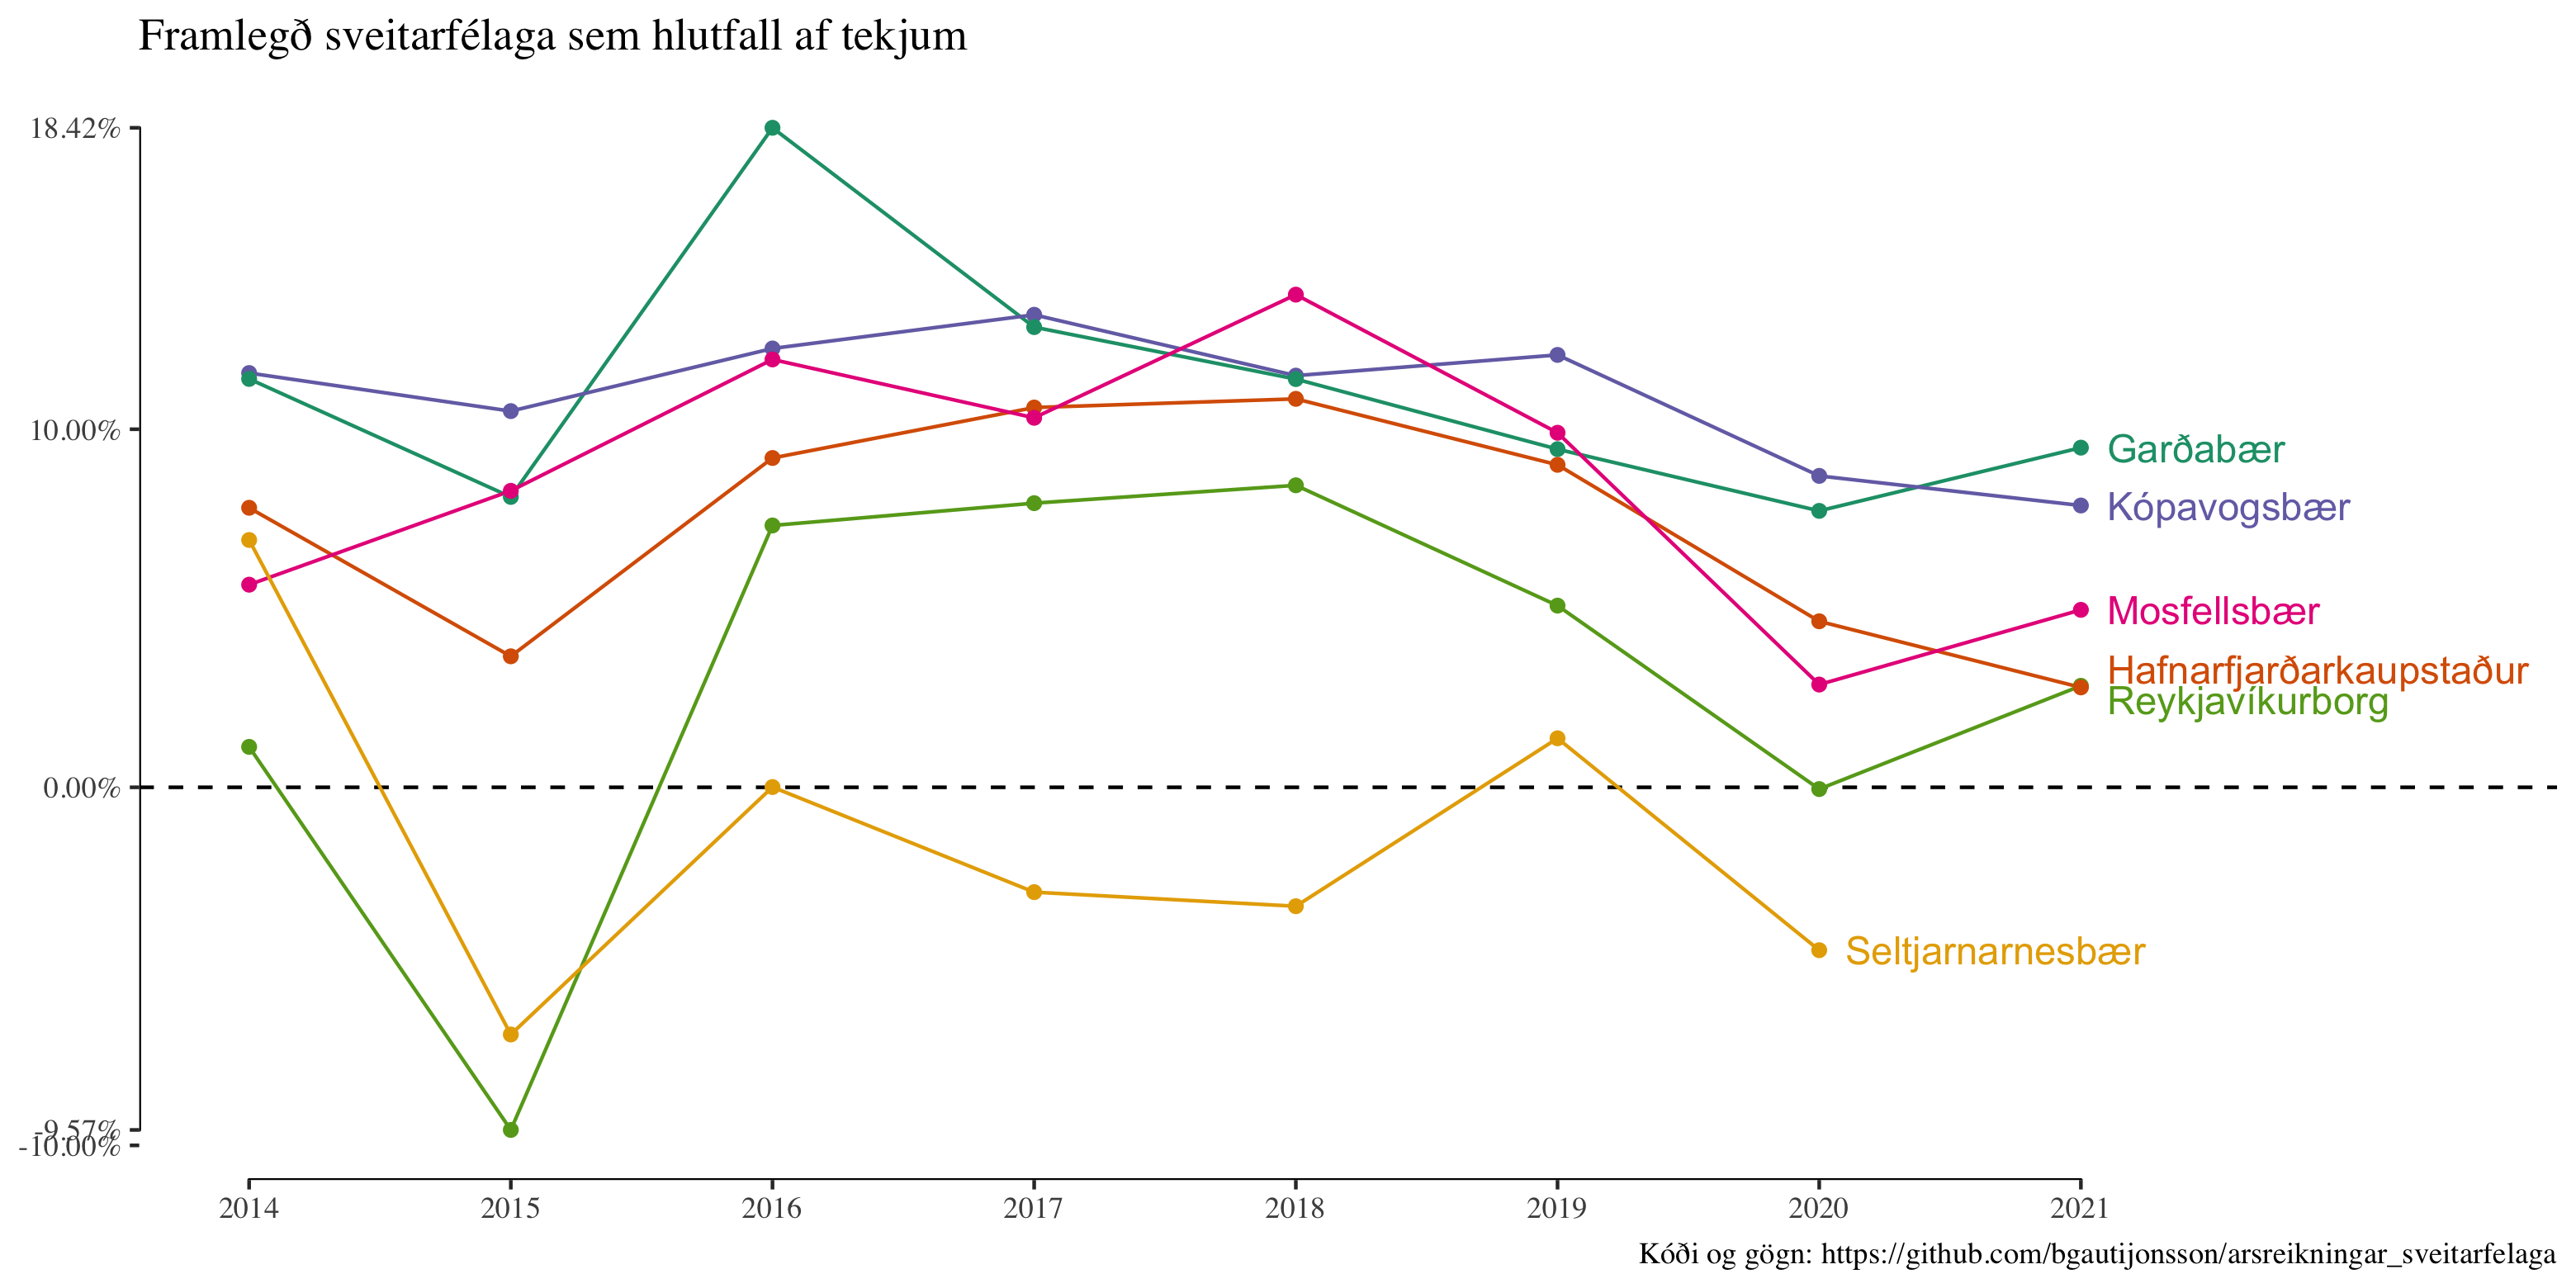 Framlegð sveitarfélaga sem hlutfall af tekjum
18.42%
10.00%
0.00%
-9.57%
-10.00%
Garðabær
Kópavogsbær
Mosfellsbær
Hafnarfjarðarkaupstaður
Reykjavíkurborg
Seltjarnarnesbær
2014 2015 2016 2017 2018 2019 2020 2021
Kóði og gögn: https://github.com/bgautijonsson/arsreikningar_sveitarfelaga